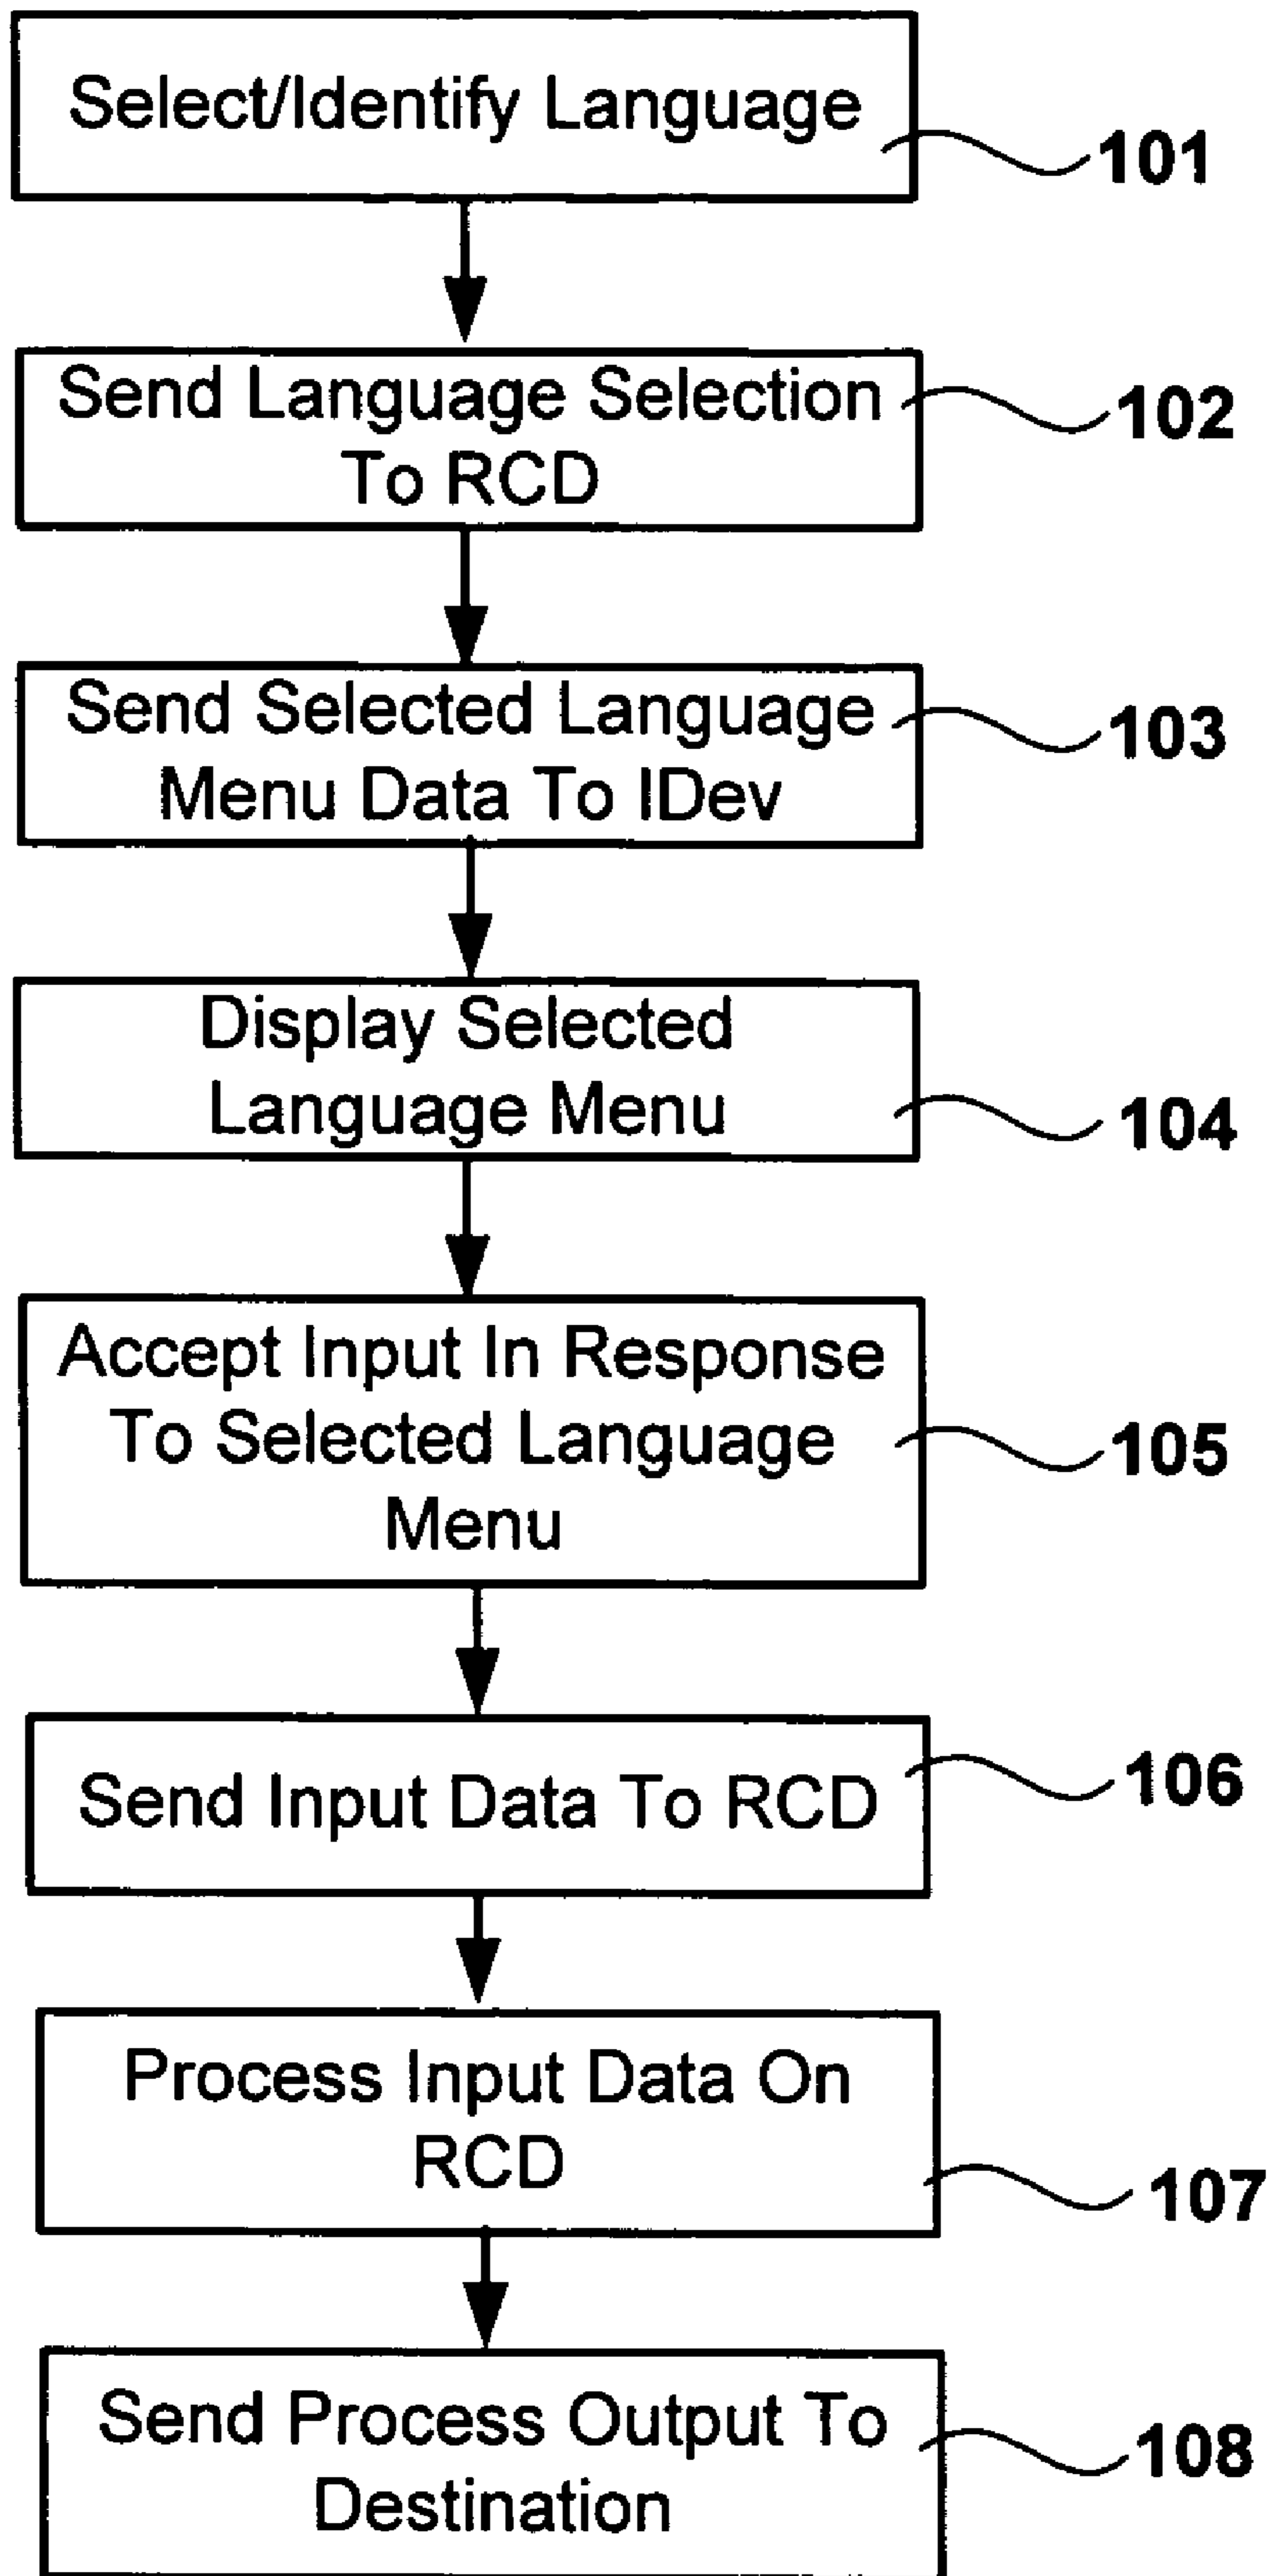 Select/Identify Language
101
Send Language Selection
To RCD
102
Send Selected Language
Menu Data To IDev
103
Display Selected
Language Menu
104
Accept Input In Response
To Selected Language
Menu
105
Send Input Data To RCD
106
Process Input Data On
RCD
107
Send Process Output To
Destination
108